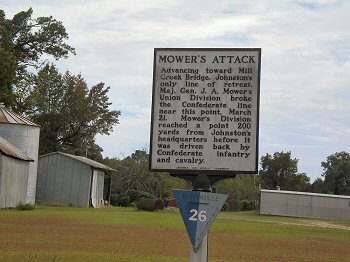 MOWER'S ATTACK
Advancing toward Mill
Creek Bridge, Johnston's
only line of retreat,
Maj. Gen. J. A. Mower's
Union Division broke
the Confederate line
near this point, March
21. Mower's Division
reached a point 200
yards from Johnston's
headquarters before it
was driven back by
Confederate infantry
and cavalry.
26